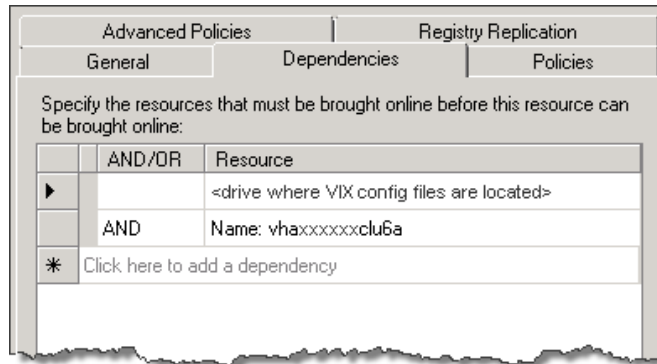 Advanced Policies Registry Replication
General Dependencies Policies
Specify the resources that must be brought online before this resource can
be brought online:
AND/OR Resource
<drive where VIX config files are located>
AND Name: vhaxxxxxxclu6a
Click here to add a dependency